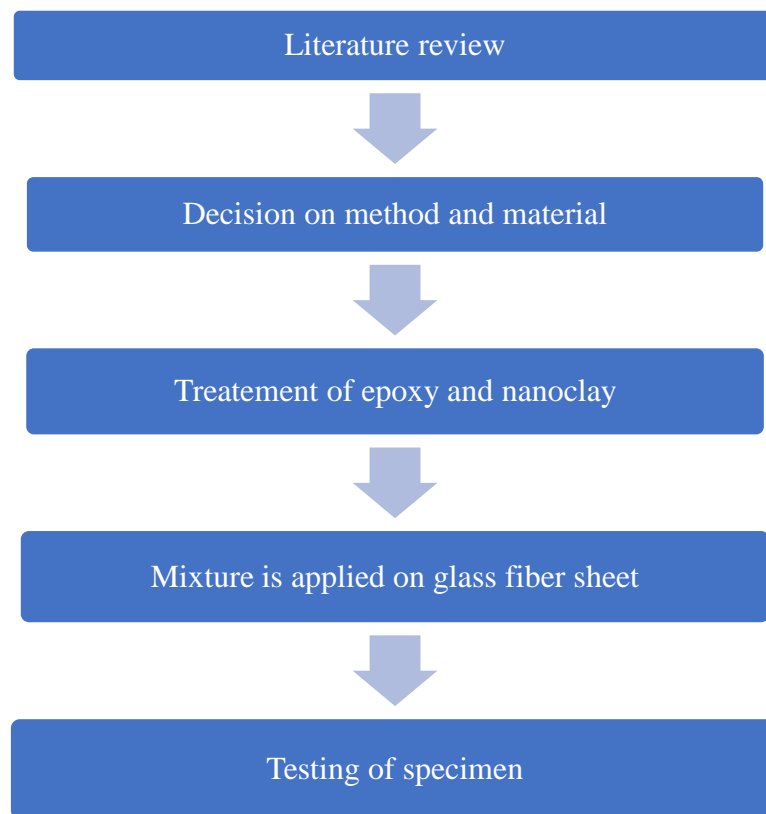 Literature review
Decision on method and material
Treatement of epoxy and nanoclay
Mixture is applied on glass fiber sheet
Testing of specimen